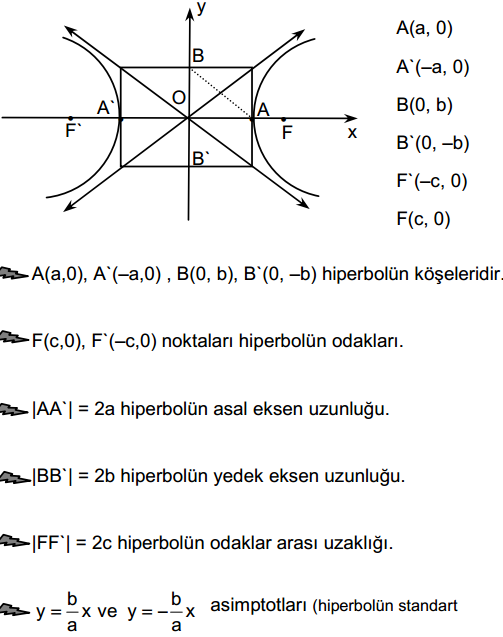 y
B
O
A`
A
F`
F
x
B`
A(a, 0)
A`(–a, 0)
B(0, b)
B`(0, –b)
F`(–c, 0)
F(c, 0)
A(a,0), A`(–a,0) , B(0, b), B`(0, –b) hiperbolün köşeleridir.
F(c,0), F`(–c,0) noktaları hiperbolün odakları.
|AA`| = 2a hiperbolün asal eksen uzunluğu.
|BB`| = 2b hiperbolün yedek eksen uzunluğu.
|FF`| = 2c hiperbolün odaklar arası uzaklığı.
y = b/a x ve y = – b/a x asimptotları (hiperbolün standart